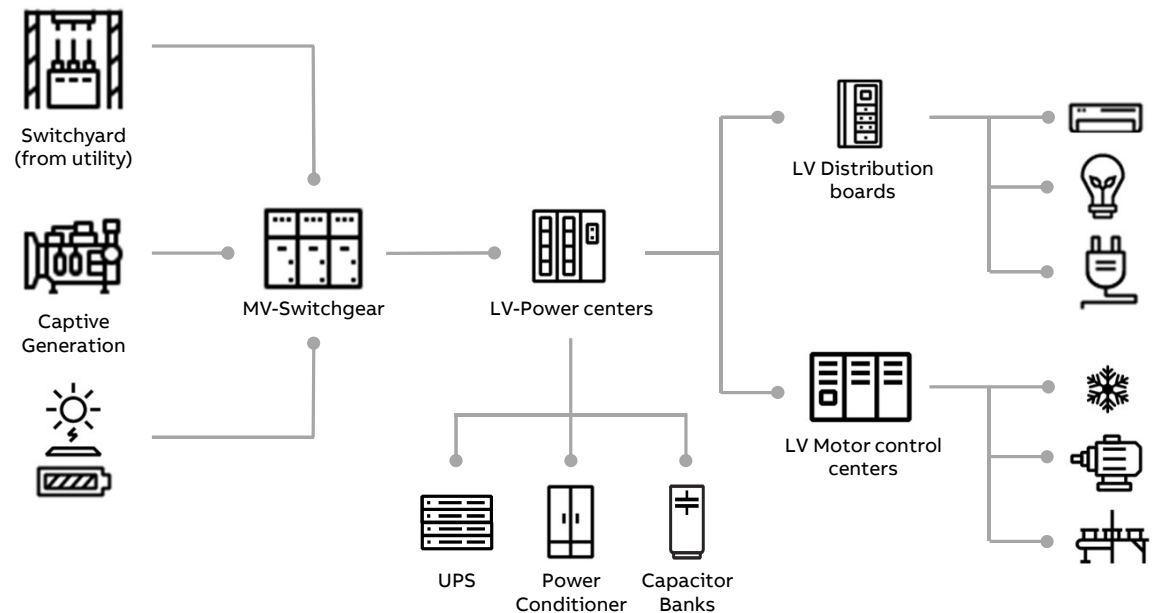 Switchyard
(from utility)
Captive
Generation
MV-Switchgear
LV-Power centers
UPS
Power
Conditioner
Capacitor
Banks
LV Distribution
boards
LV Motor control
centers